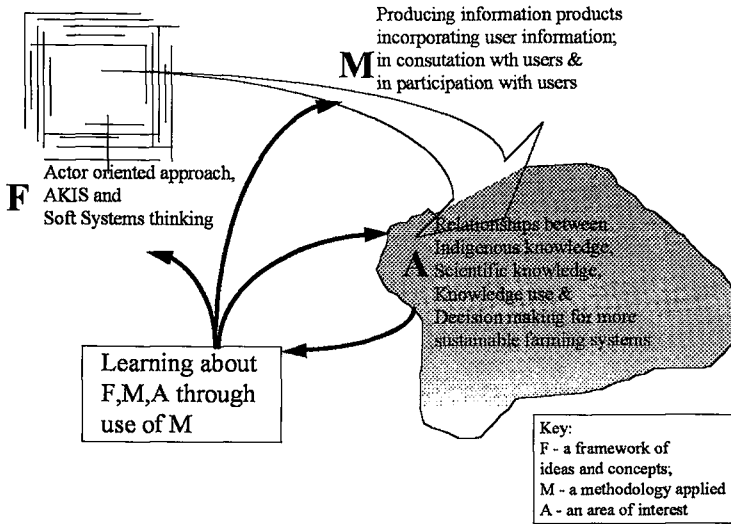 Producing information products
incorporating user information;
in consutation wth users &
in participation with users
M
F
Actor oriented approach,
AKIS and
Soft Systems thinking
A
Relationships between
Indigenous knowledge,
Scientific knowledge,
Knowledge use &
Decision making for more
sustainable farming systems
Learning about
F,M,A through
use of M
Key:
F - a framework of
ideas and concepts;
M - a methodology applied
A - an area of interest